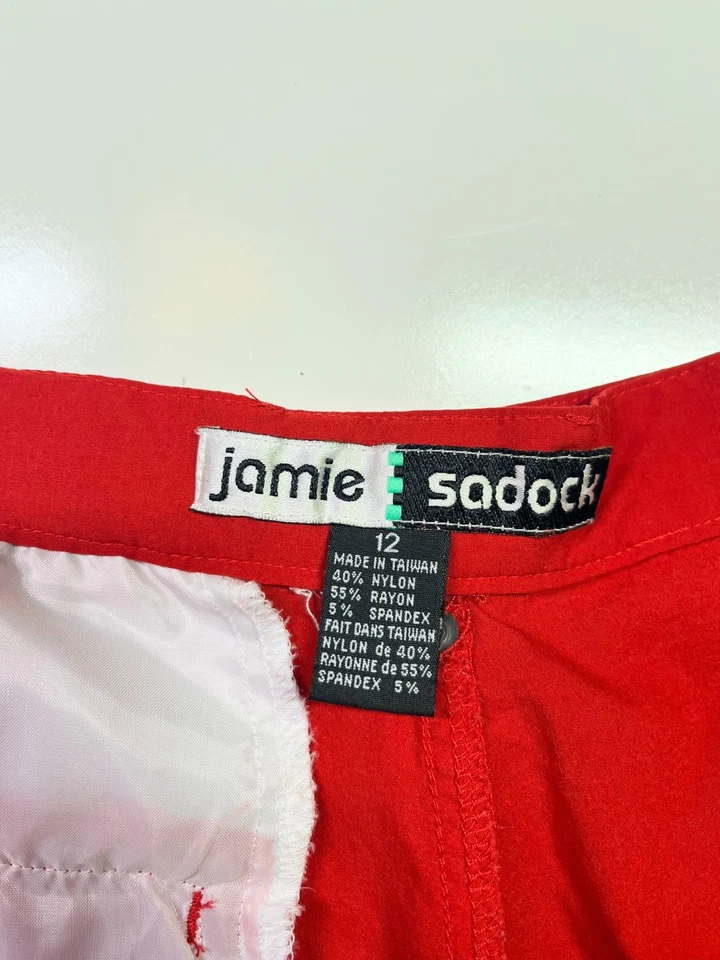 jamie sadock
12
MADE IN TAIWAN
40% NYLON
55% RAYON
5% SPANDEX
FAIT DANS TAIWAN
NYLON de 40%
RAYONNE de 55%
SPANDEX 5%